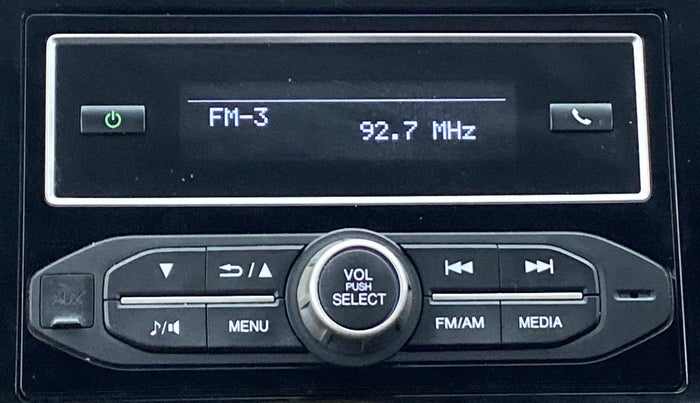 FM-3
92.7 MHz
VOL
PUSH
SELECT
AUX
MENU
FM/AM
MEDIA